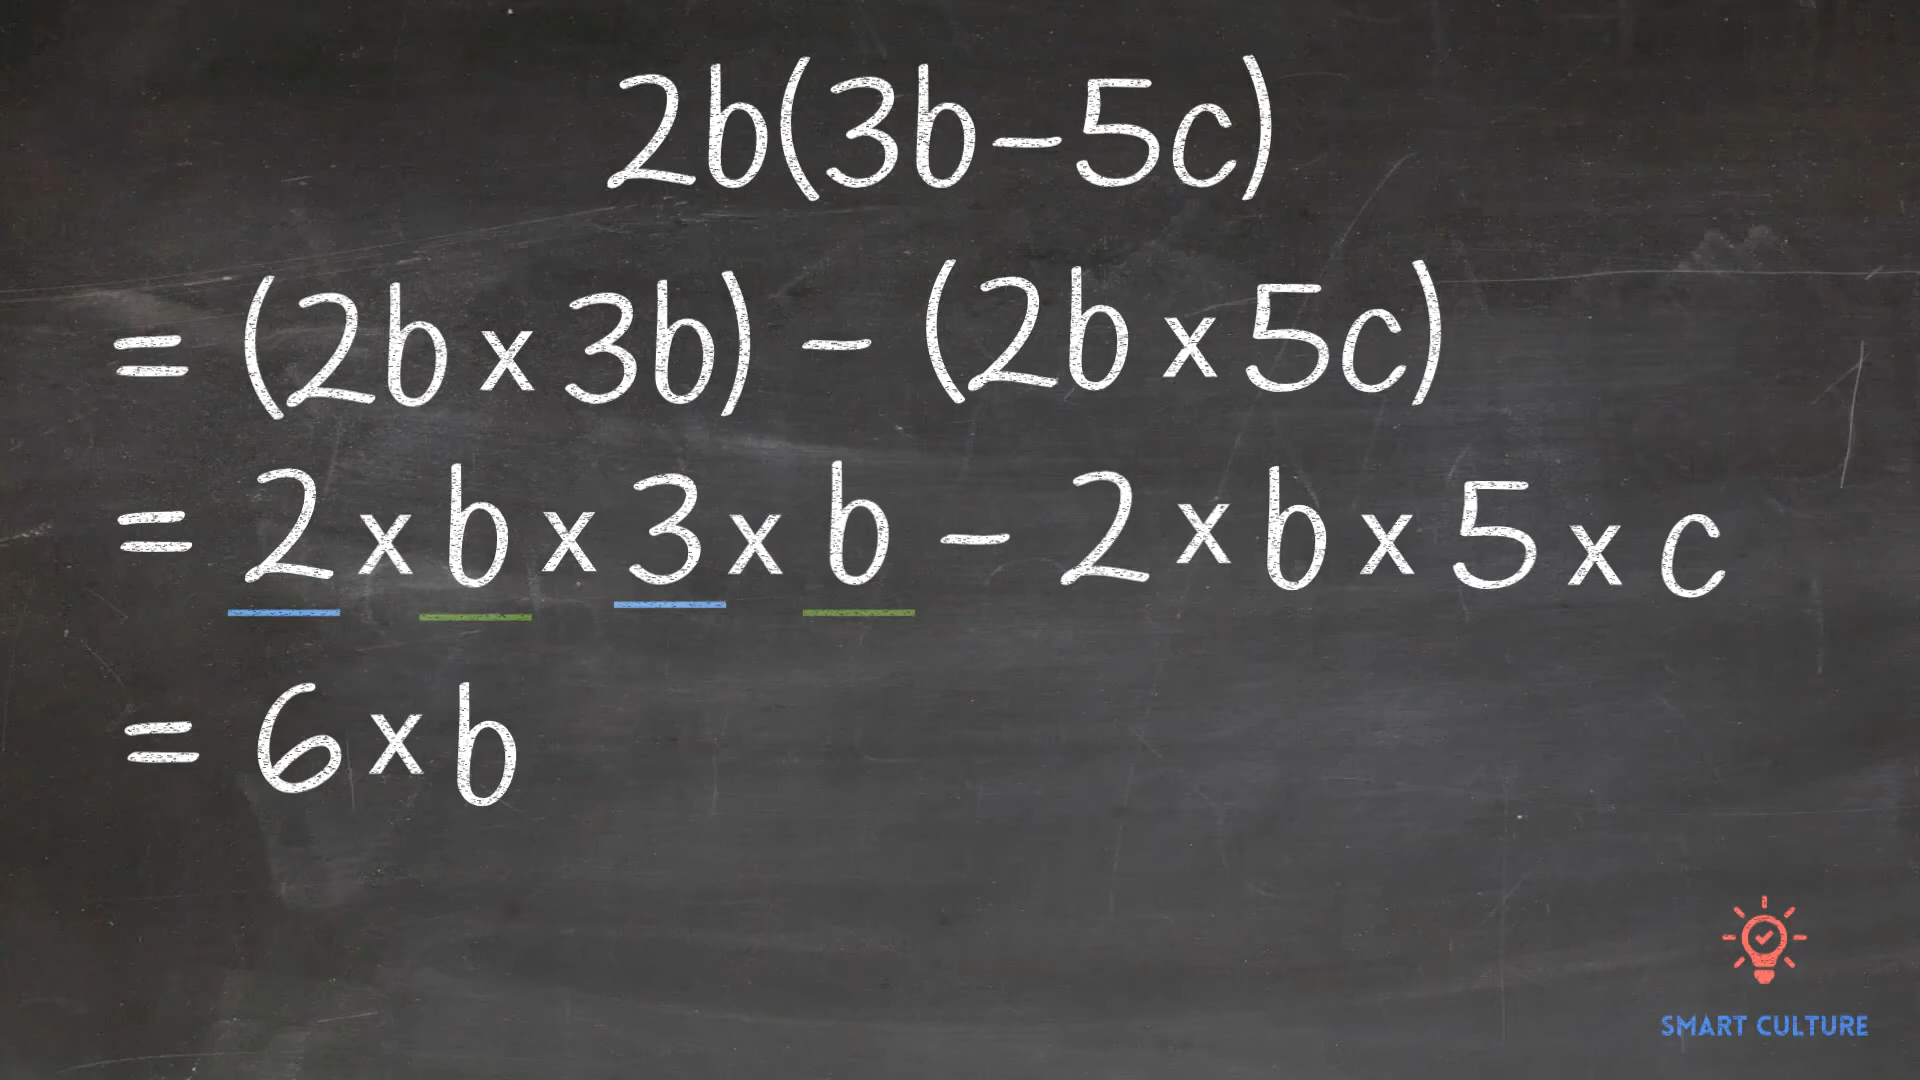 2b(3b-5c)
= (2b x 3b) - (2b x 5c)
= 2 x b x 3 x b - 2 x b x 5 x c
= 6 x b
SMART CULTURE